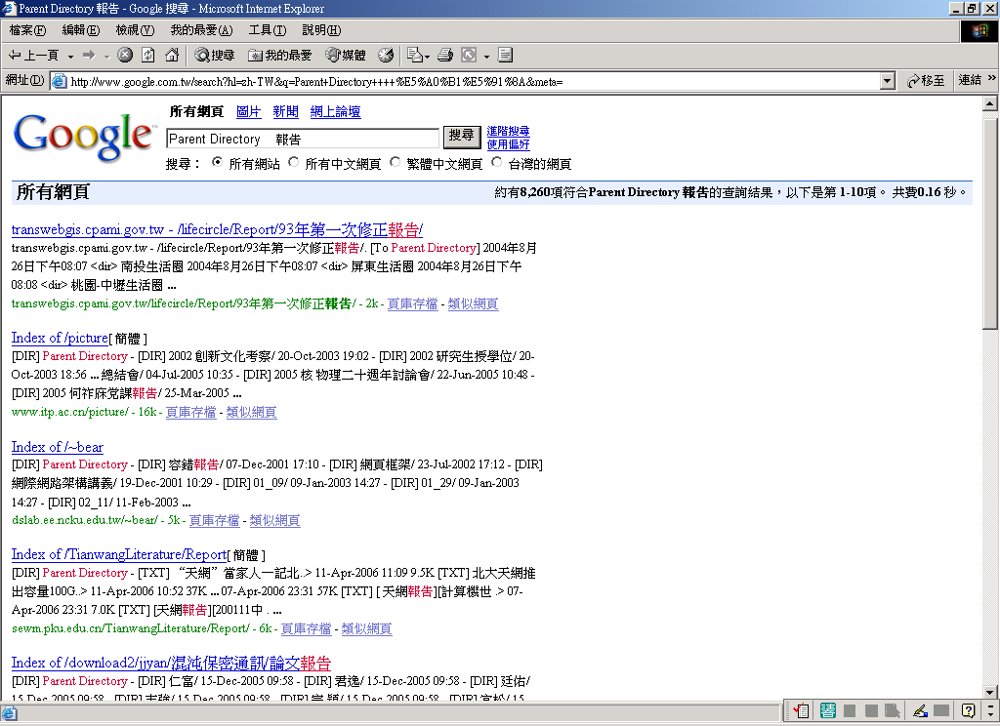 Parent Directory 報告 - Google 搜尋 - Microsoft Internet Explorer
檔案(F) 編輯(E) 檢視(V) 我的最愛(A) 工具(T) 說明(H)
上一頁 搜尋 我的最愛 媒體
網址(D) http://www.google.com.tw/search?hl=zh-TW&q=Parent+Directory++++%E5%A0%B1%E5%91%8A&meta= 移至 連結 »
所有網頁 圖片 新聞 網上論壇
Google™
Parent Directory 報告 搜尋 進階搜尋
使用偏好
搜尋： 所有網站 所有中文網頁 繁體中文網頁 台灣的網頁
所有網頁 約有8,260項符合Parent Directory 報告的查詢結果，以下是第 1-10項。 共費0.16 秒。
transwebgis.cpami.gov.tw - /lifecircle/Report/93年第一次修正報告/
transwebgis.cpami.gov.tw - /lifecircle/Report/93年第一次修正報告/. [To Parent Directory] 2004年8月
26日下午08:07 <dir> 南投生活圈 2004年8月26日下午08:07 <dir> 屏東生活圈 2004年8月26日下午
08:08 <dir> 桃園-中壢生活圈 ...
transwebgis.cpami.gov.tw/lifecircle/Report/93年第一次修正報告/ - 2k - 頁庫存檔 - 類似網頁
Index of /picture[ 簡體 ]
[DIR] Parent Directory - [DIR] 2002 創新文化考察/ 20-Oct-2003 19:02 - [DIR] 2002 研究生授學位/ 20-
Oct-2003 18:56 ... 總結會/ 04-Jul-2005 10:35 - [DIR] 2005 核 物理二十週年討論會/ 22-Jun-2005 10:48 -
[DIR] 2005 何祚庥党課報告/ 25-Mar-2005 ...
www.itp.ac.cn/picture/ - 16k - 頁庫存檔 - 類似網頁
Index of /~bear
[DIR] Parent Directory - [DIR] 容錯報告/ 07-Dec-2001 17:10 - [DIR] 網頁框架/ 23-Jul-2002 17:12 - [DIR]
網際網路架構講義/ 19-Dec-2001 10:29 - [DIR] 01_09/ 09-Jan-2003 14:27 - [DIR] 01_29/ 09-Jan-2003
14:27 - [DIR] 02_11/ 11-Feb-2003 ...
dslab.ee.ncku.edu.tw/~bear/ - 5k - 頁庫存檔 - 類似網頁
Index of /TianwangLiterature/Report[ 簡體 ]
[DIR] Parent Directory - [TXT] “天網”當家人一記北..> 11-Apr-2006 11:09 9.5K [TXT] 北大天網推
出容量100G..> 11-Apr-2006 10:52 37K ... 07-Apr-2006 23:31 57K [TXT] [ 天網報告][計算機世 .> 07-
Apr-2006 23:31 7.0K [TXT] [天網報告][200111中 . ...
sewm.pku.edu.cn/TianwangLiterature/Report/ - 6k - 頁庫存檔 - 類似網頁
Index of /download2/jjyan/混沌保密通訊/論文報告
[DIR] Parent Directory - [DIR] 仁富/ 15-Dec-2005 09:58 - [DIR] 君逸/ 15-Dec-2005 09:58 - [DIR] 廷佑/
15-Dec-2005 09:58 - [DIR] 志強/ 15-Dec-2005 09:58 - [DIR] 宗穎/ 15-Dec-2005 09:58 - [DIR] 宜松/ 15-